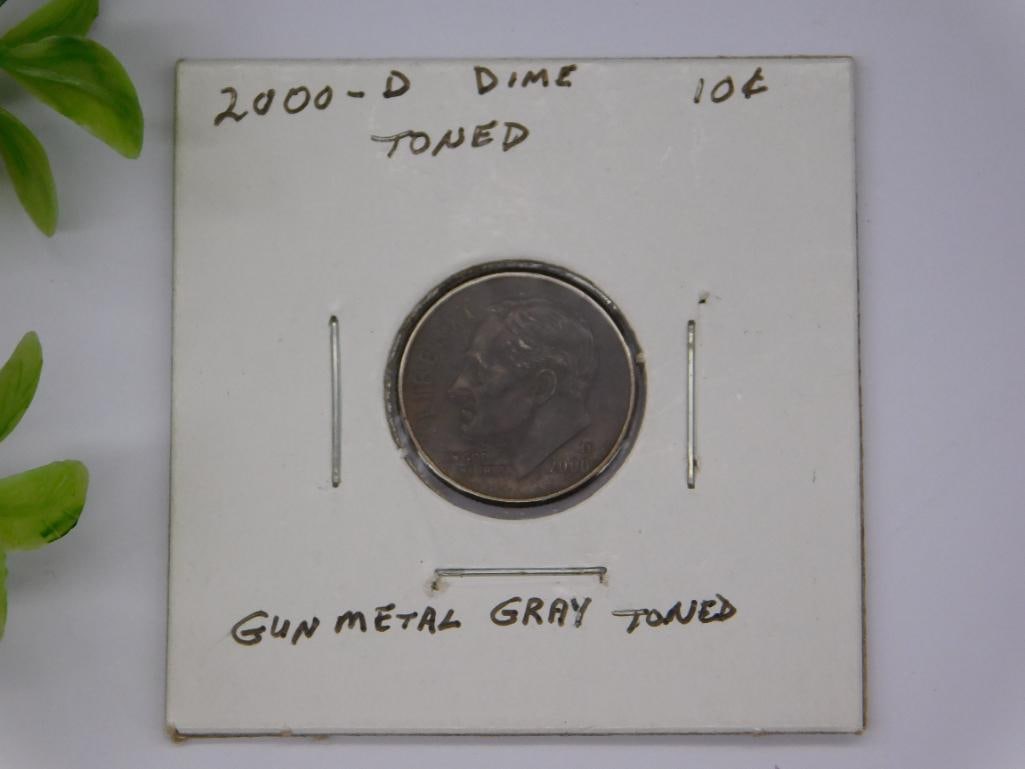 2000-D DIME 10¢
TONED
LIBERTY
IN GOD
WE TRUST
D
2000
GUN METAL GRAY TONED